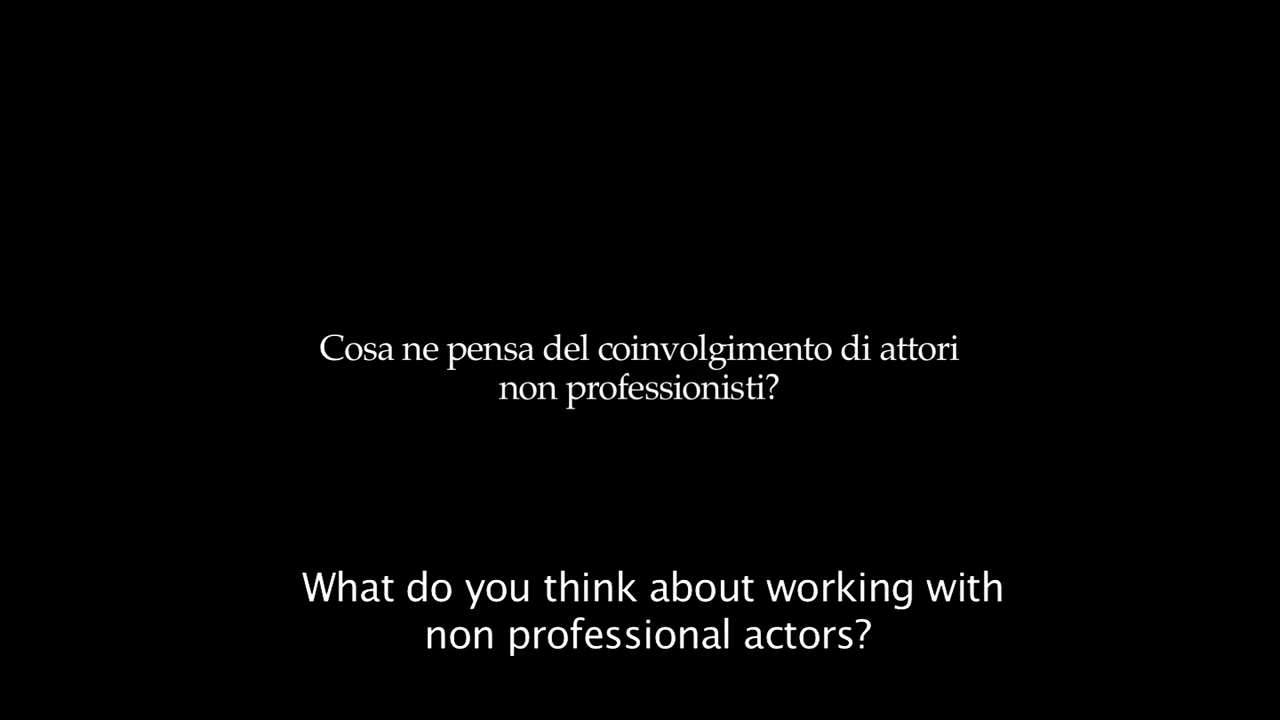 Cosa ne pensa del coinvolgimento di attori
non professionisti?
What do you think about working with
non professional actors?